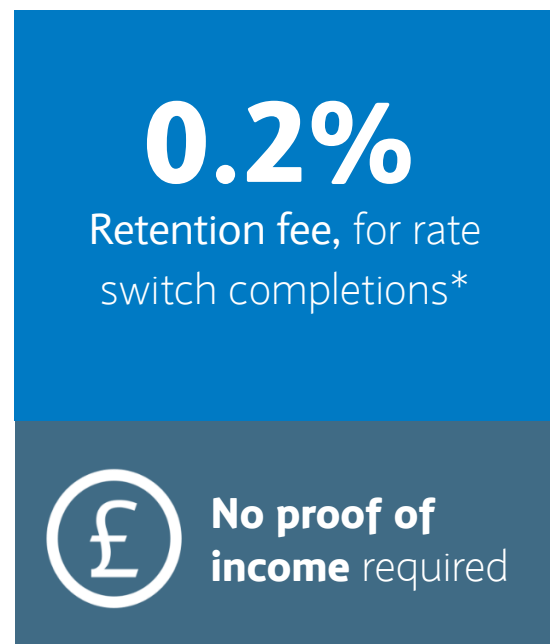 0.2%
Retention fee, for rate
switch completions*
£
No proof of
income required